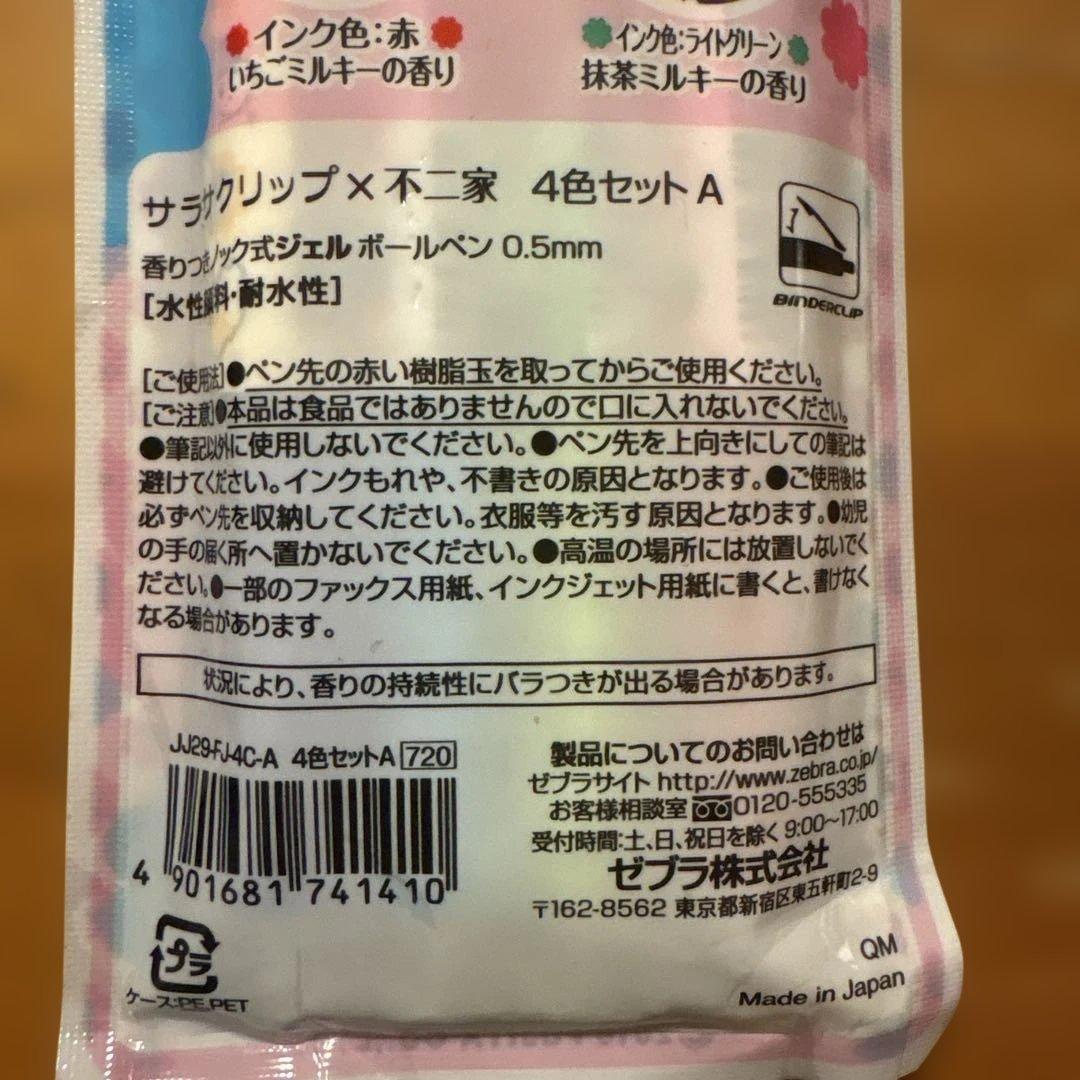 インク色:赤
いちごミルキーの香り
インク色:ライトグリーン
抹茶ミルキーの香り
サラサクリップ×不二家 4色セットA
香りつきノック式ジェルボールペン 0.5mm
[水性顔料・耐水性]
BINDERCLIP
[ご使用法]●ペン先の赤い樹脂玉を取ってからご使用ください。
[ご注意]●本品は食品ではありませんので口に入れないでください。
●筆記以外に使用しないでください。●ペン先を上向きにしての筆記は
避けてください。インクもれや、不書きの原因となります。●ご使用後は
必ずペン先を収納してください。衣服等を汚す原因となります。●幼児
の手の届く所へ置かないでください。●高温の場所には放置しないでく
ださい。●一部のファックス用紙、インクジェット用紙に書くと、書けなく
なる場合があります。
状況により、香りの持続性にバラつきが出る場合があります。
JJ29-FJ-4C-A 4色セットA 720
4 901681 741410
製品についてのお問い合わせは
ゼブラサイト http://www.zebra.co.jp/
お客様相談室 0120-555335
受付時間:土、日、祝日を除く 9:00～17:00
ゼブラ株式会社
〒162-8562 東京都新宿区東五軒町2-9
プラ
ケース:PE,PET
QM
Made in Japan